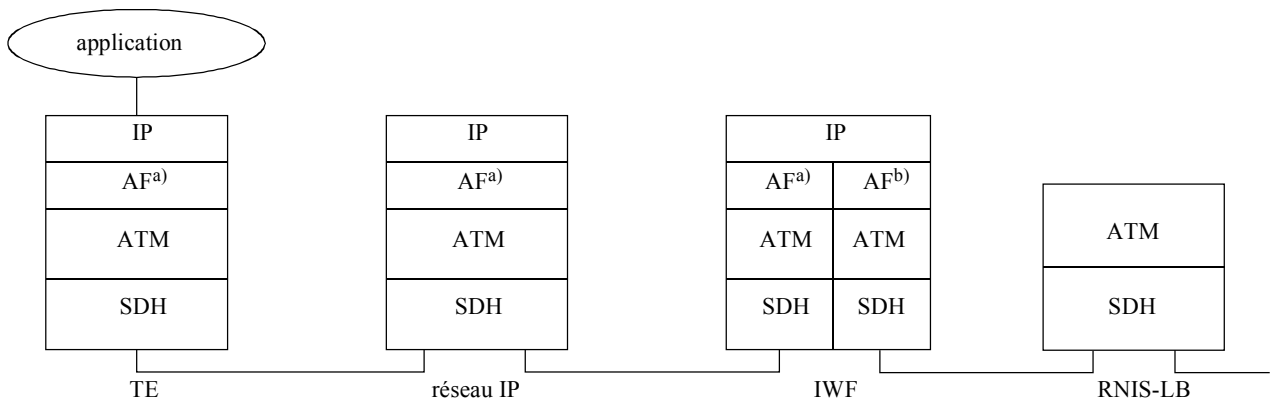 application
IP
AFa)
ATM
SDH
TE
IP
AFa)
ATM
SDH
réseau IP
IP
AFa) AFb)
ATM ATM
SDH SDH
IWF
ATM
SDH
RNIS-LB